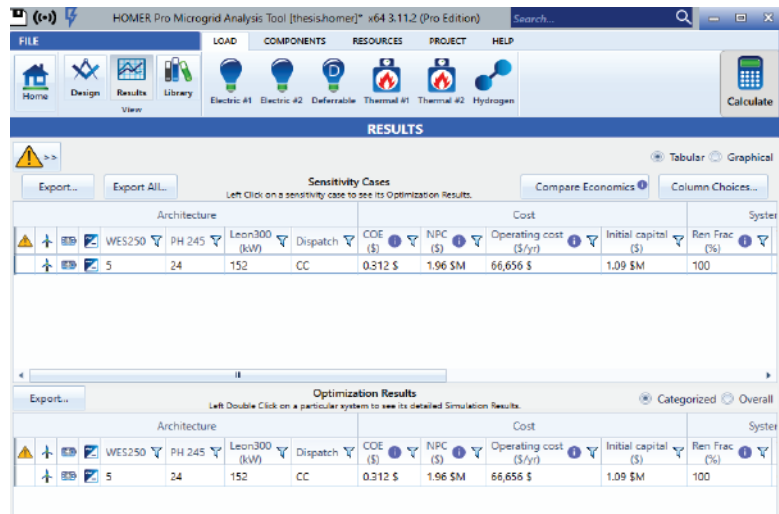 HOMER Pro Microgrid Analysis Tool [thesis.homer]* x64 3.11.2 (Pro Edition) Search...
FILE LOAD COMPONENTS RESOURCES PROJECT HELP
Home Design Results Library Electric #1 Electric #2 Deferrable Thermal #1 Thermal #2 Hydrogen Calculate
View
RESULTS
>> Tabular Graphical
Export... Export All... Sensitivity Cases Compare Economics Column Choices...
Left Click on a sensitivity case to see its Optimization Results.
Architecture Cost System
WES250 PH 245 Leon300 (kW) Dispatch COE ($) NPC ($) Operating cost ($/yr) Initial capital ($) Ren Frac (%)
5 24 152 CC 0.312 $ 1.96 $M 66,656 $ 1.09 $M 100
Export... Optimization Results Categorized Overall
Left Double Click on a particular system to see its detailed Simulation Results.
Architecture Cost System
WES250 PH 245 Leon300 (kW) Dispatch COE ($) NPC ($) Operating cost ($/yr) Initial capital ($) Ren Frac (%)
5 24 152 CC 0.312 $ 1.96 $M 66,656 $ 1.09 $M 100